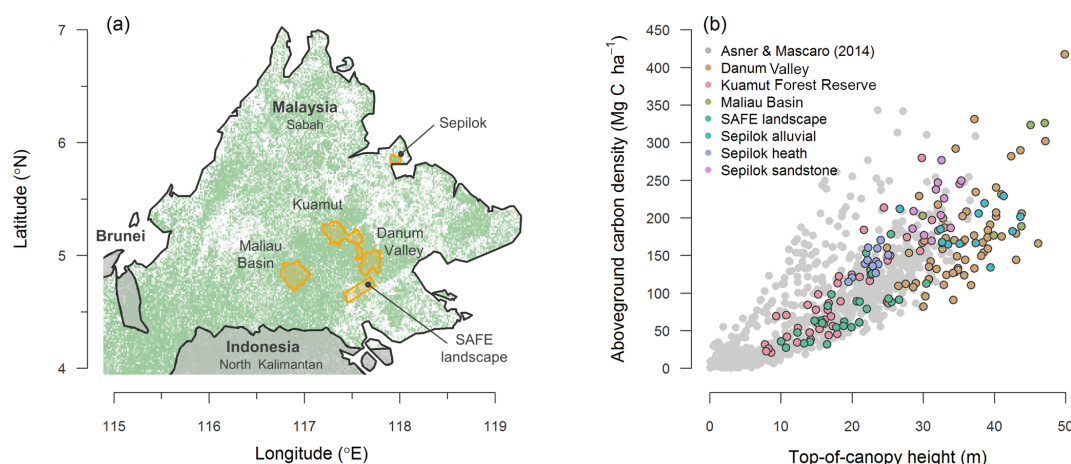 (a)
7
6
5
4
Latitude (°N)
Malaysia
Sabah
Sepilok
Kuamut
Brunei
Maliau
Basin
Danum
Valley
SAFE
landscape
Indonesia
North Kalimantan
115 116 117 118 119
Longitude (°E)
(b)
450
400
350
300
250
200
150
100
50
0
Aboveground carbon density (Mg C ha⁻¹)
Asner & Mascaro (2014)
Danum Valley
Kuamut Forest Reserve
Maliau Basin
SAFE landscape
Sepilok alluvial
Sepilok heath
Sepilok sandstone
0 10 20 30 40 50
Top-of-canopy height (m)